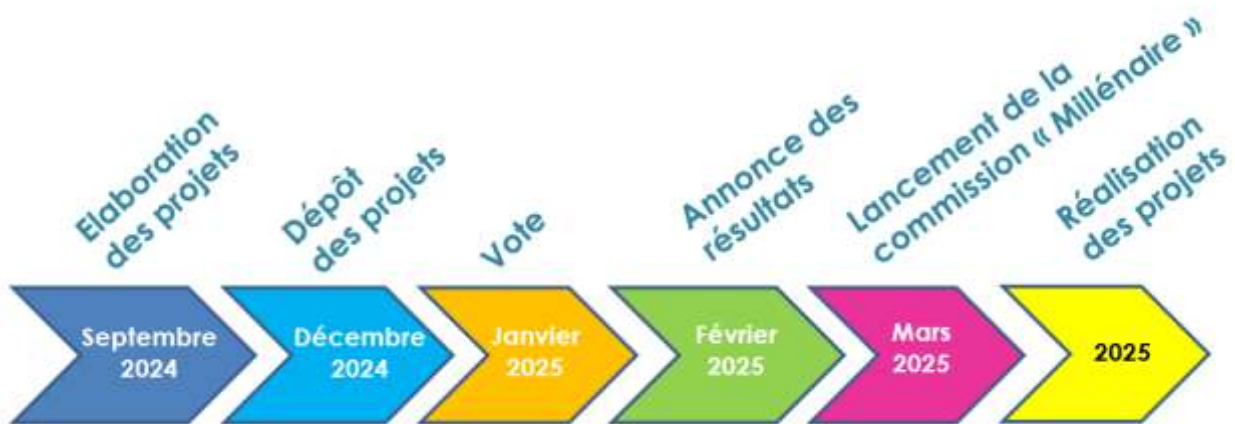 Elaboration
des projets
Dépôt
des projets
Vote
Annonce des
résultats
Lancement de la
commission « Millénaire »
Réalisation
des projets
Septembre
2024
Décembre
2024
Janvier
2025
Février
2025
Mars
2025
2025